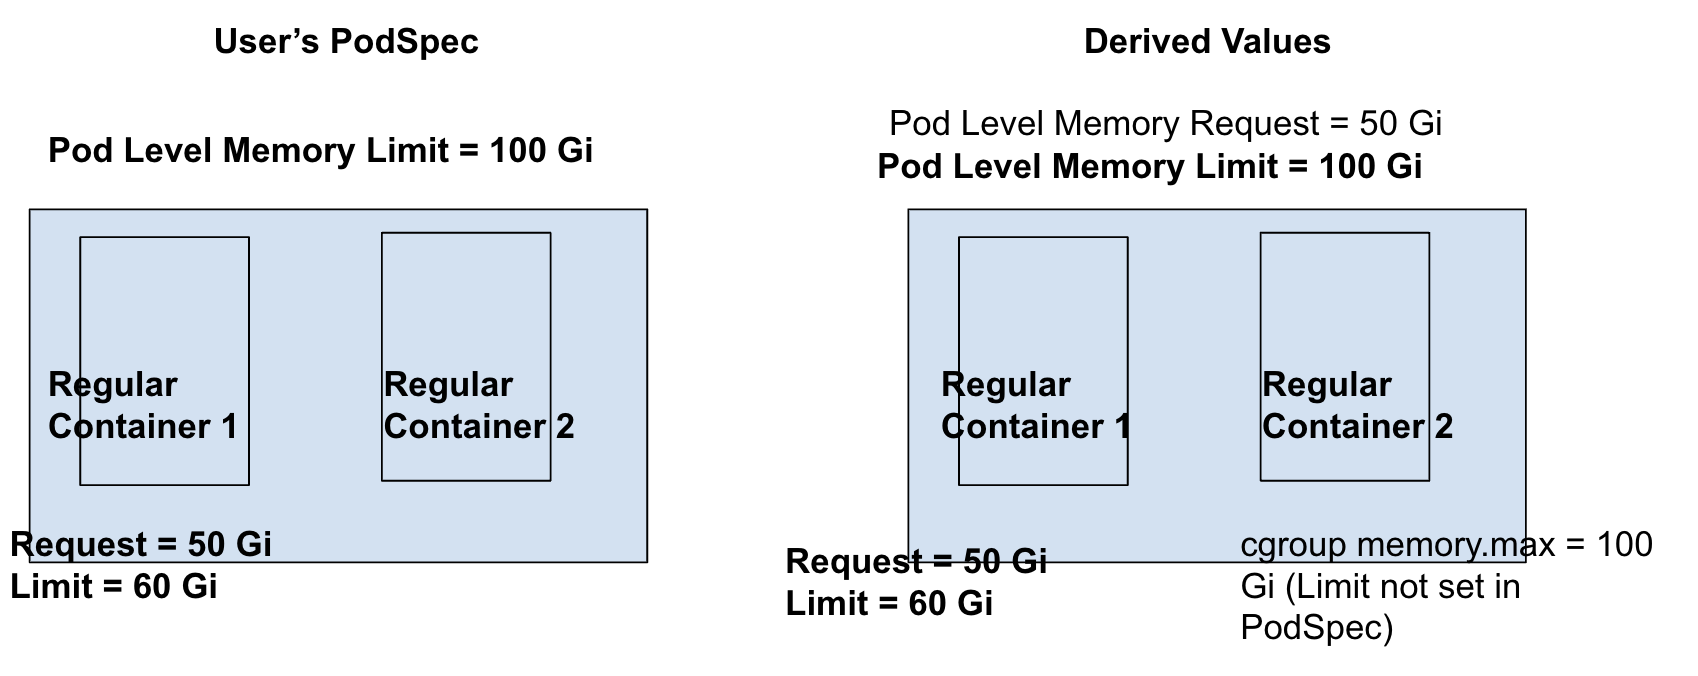 User’s PodSpec
Pod Level Memory Limit = 100 Gi
Regular
Container 1
Regular
Container 2
Request = 50 Gi
Limit = 60 Gi
Derived Values
Pod Level Memory Request = 50 Gi
Pod Level Memory Limit = 100 Gi
Regular
Container 1
Regular
Container 2
Request = 50 Gi
Limit = 60 Gi
cgroup memory.max = 100
Gi (Limit not set in
PodSpec)